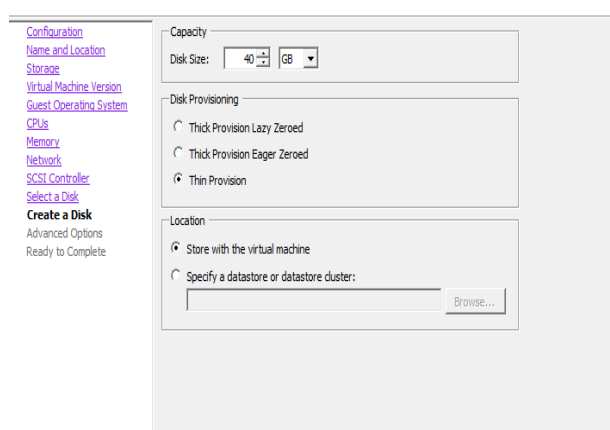 Configuration
Name and Location
Storage
Virtual Machine Version
Guest Operating System
CPUs
Memory
Network
SCSI Controller
Select a Disk
Create a Disk
Advanced Options
Ready to Complete
Capacity
Disk Size: 40 GB
Disk Provisioning
Thick Provision Lazy Zeroed
Thick Provision Eager Zeroed
Thin Provision
Location
Store with the virtual machine
Specify a datastore or datastore cluster:
Browse...